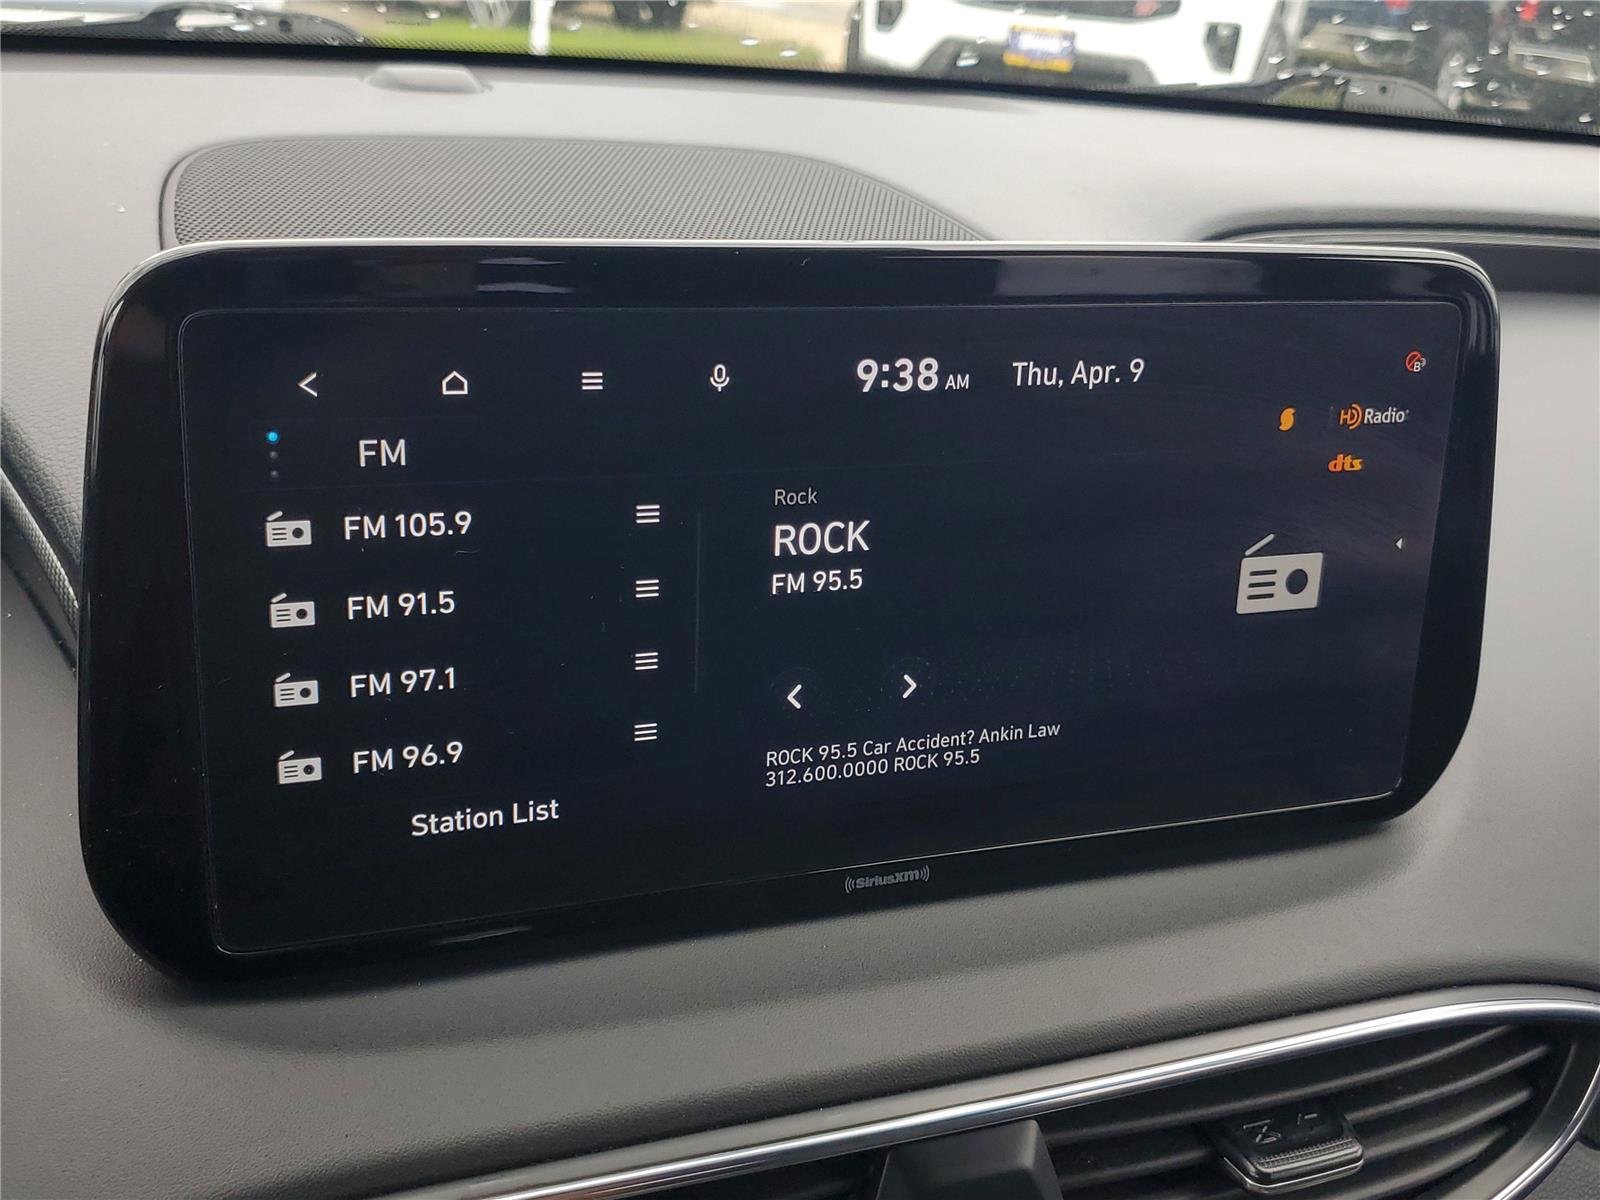 9:38 AM Thu, Apr. 9
HD Radio
dts
FM
FM 105.9
FM 91.5
FM 97.1
FM 96.9
Station List
Rock
ROCK
FM 95.5
ROCK 95.5 Car Accident? Ankin Law
312.600.0000 ROCK 95.5
SiriusXM